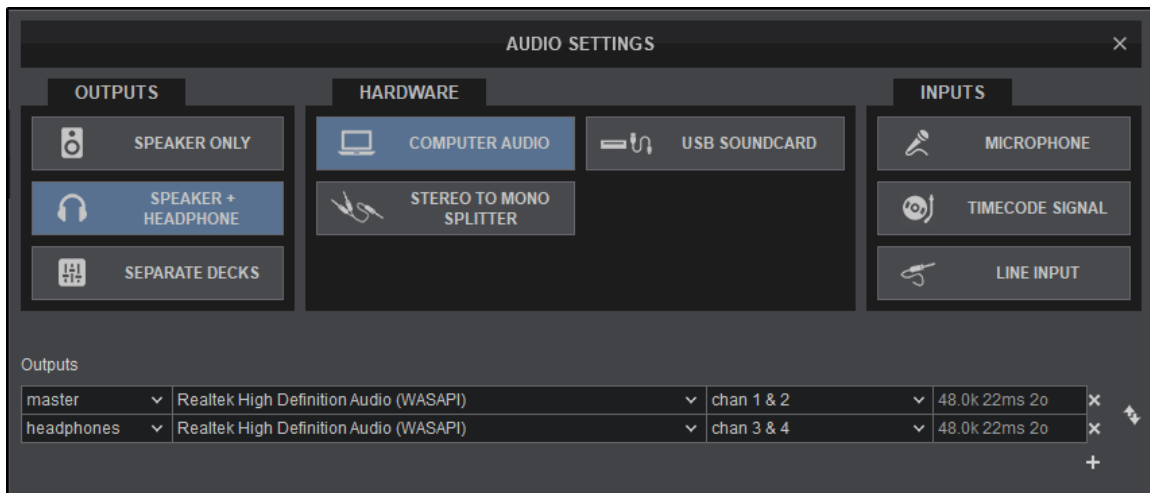 AUDIO SETTINGS
OUTPUTS
HARDWARE
INPUTS
SPEAKER ONLY
COMPUTER AUDIO
USB SOUNDCARD
MICROPHONE
SPEAKER +
HEADPHONE
STEREO TO MONO
SPLITTER
TIMECODE SIGNAL
SEPARATE DECKS
LINE INPUT
Outputs
master Realtek High Definition Audio (WASAPI) chan 1 & 2 48.0k 22ms 2o
headphones Realtek High Definition Audio (WASAPI) chan 3 & 4 48.0k 22ms 2o